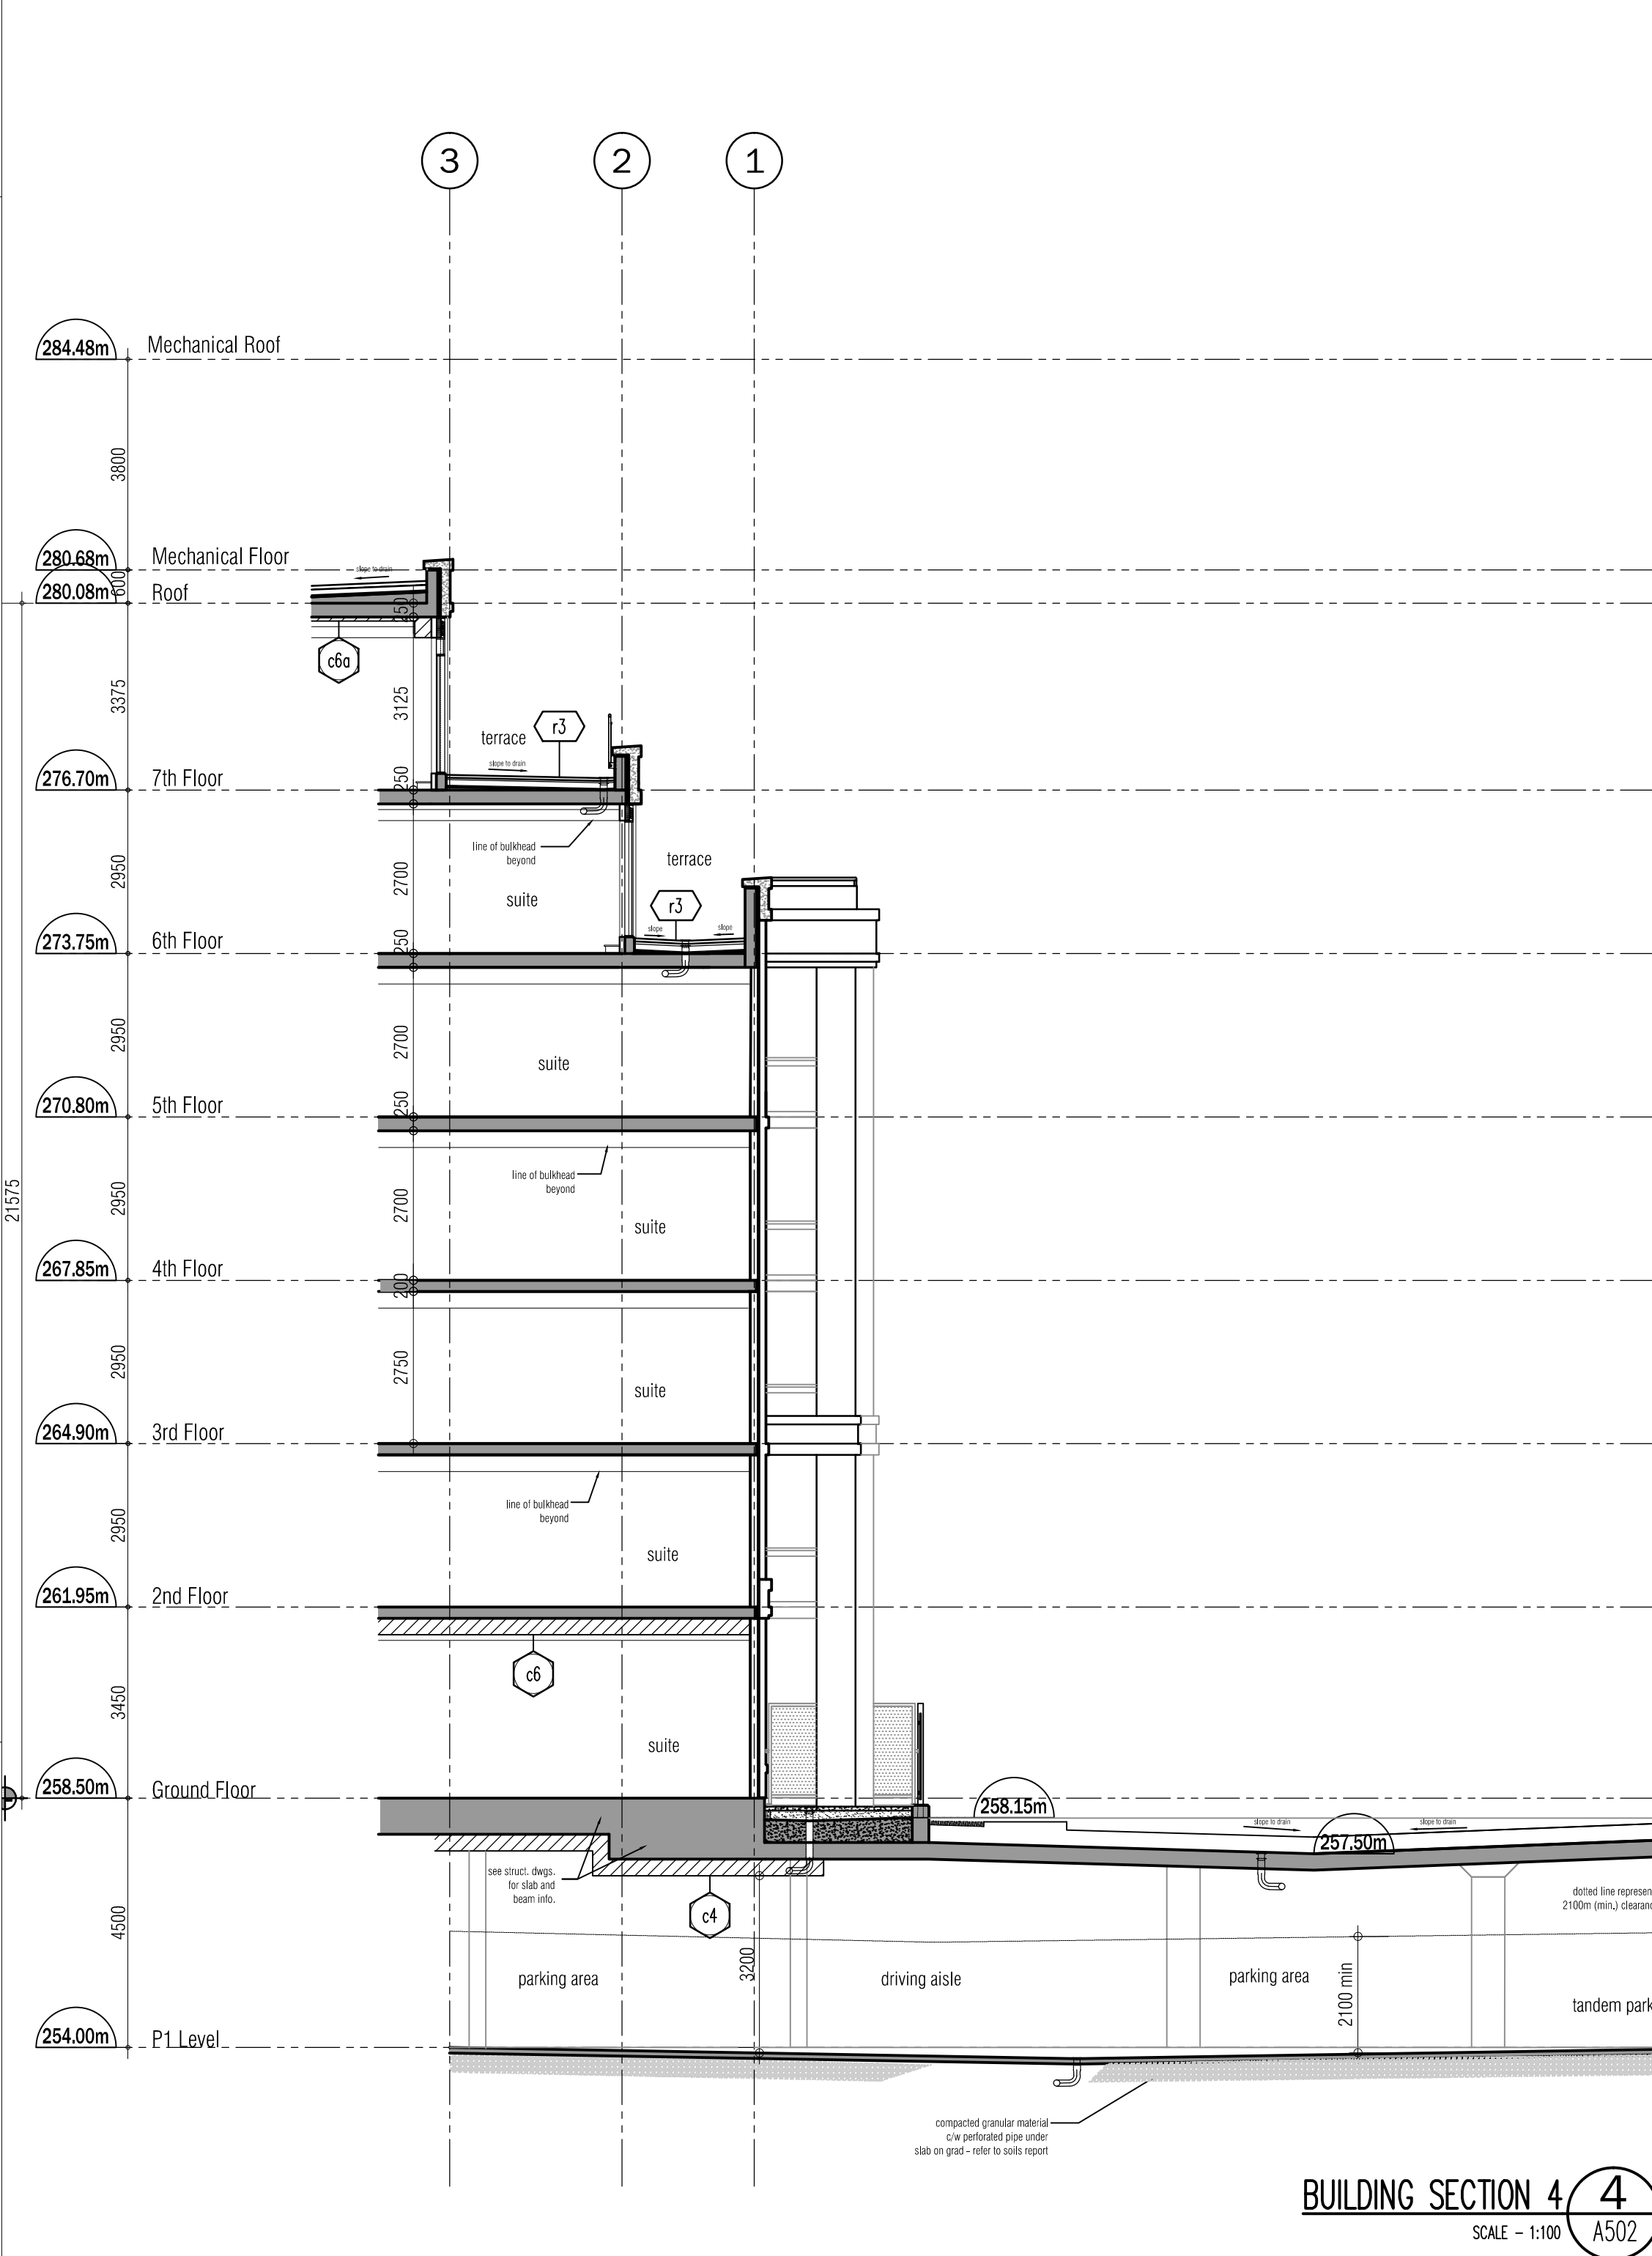 3
2
1
284.48m
Mechanical Roof
3800
280.68m
Mechanical Floor
600
slope to drain
280.08m
Roof
c6a
3375
3125
terrace
r3
slope to drain
250
276.70m
7th Floor
line of bulkhead
beyond
terrace
2950
2700
suite
r3
slope
slope
250
273.75m
6th Floor
2950
2700
suite
250
270.80m
5th Floor
line of bulkhead
beyond
21575
2950
2700
suite
267.85m
4th Floor
200
2950
2750
suite
264.90m
3rd Floor
line of bulkhead
beyond
2950
suite
261.95m
2nd Floor
c6
3450
suite
258.50m
Ground Floor
258.15m
slope to drain
slope to drain
257.50m
see struct. dwgs.
for slab and
beam info.
c4
dotted line represen
2100m (min.) clearanc
4500
3200
parking area
driving aisle
parking area
2100 min
tandem park
254.00m
P1 Level
compacted granular material
c/w perforated pipe under
slab on grad - refer to soils report
BUILDING SECTION 4
4
SCALE - 1:100
A502